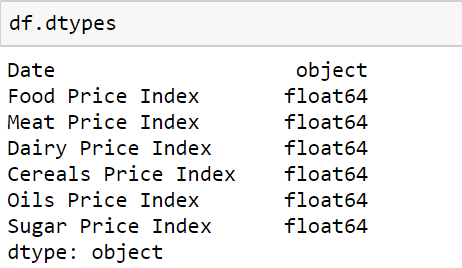 df.dtypes
Date object
Food Price Index float64
Meat Price Index float64
Dairy Price Index float64
Cereals Price Index float64
Oils Price Index float64
Sugar Price Index float64
dtype: object